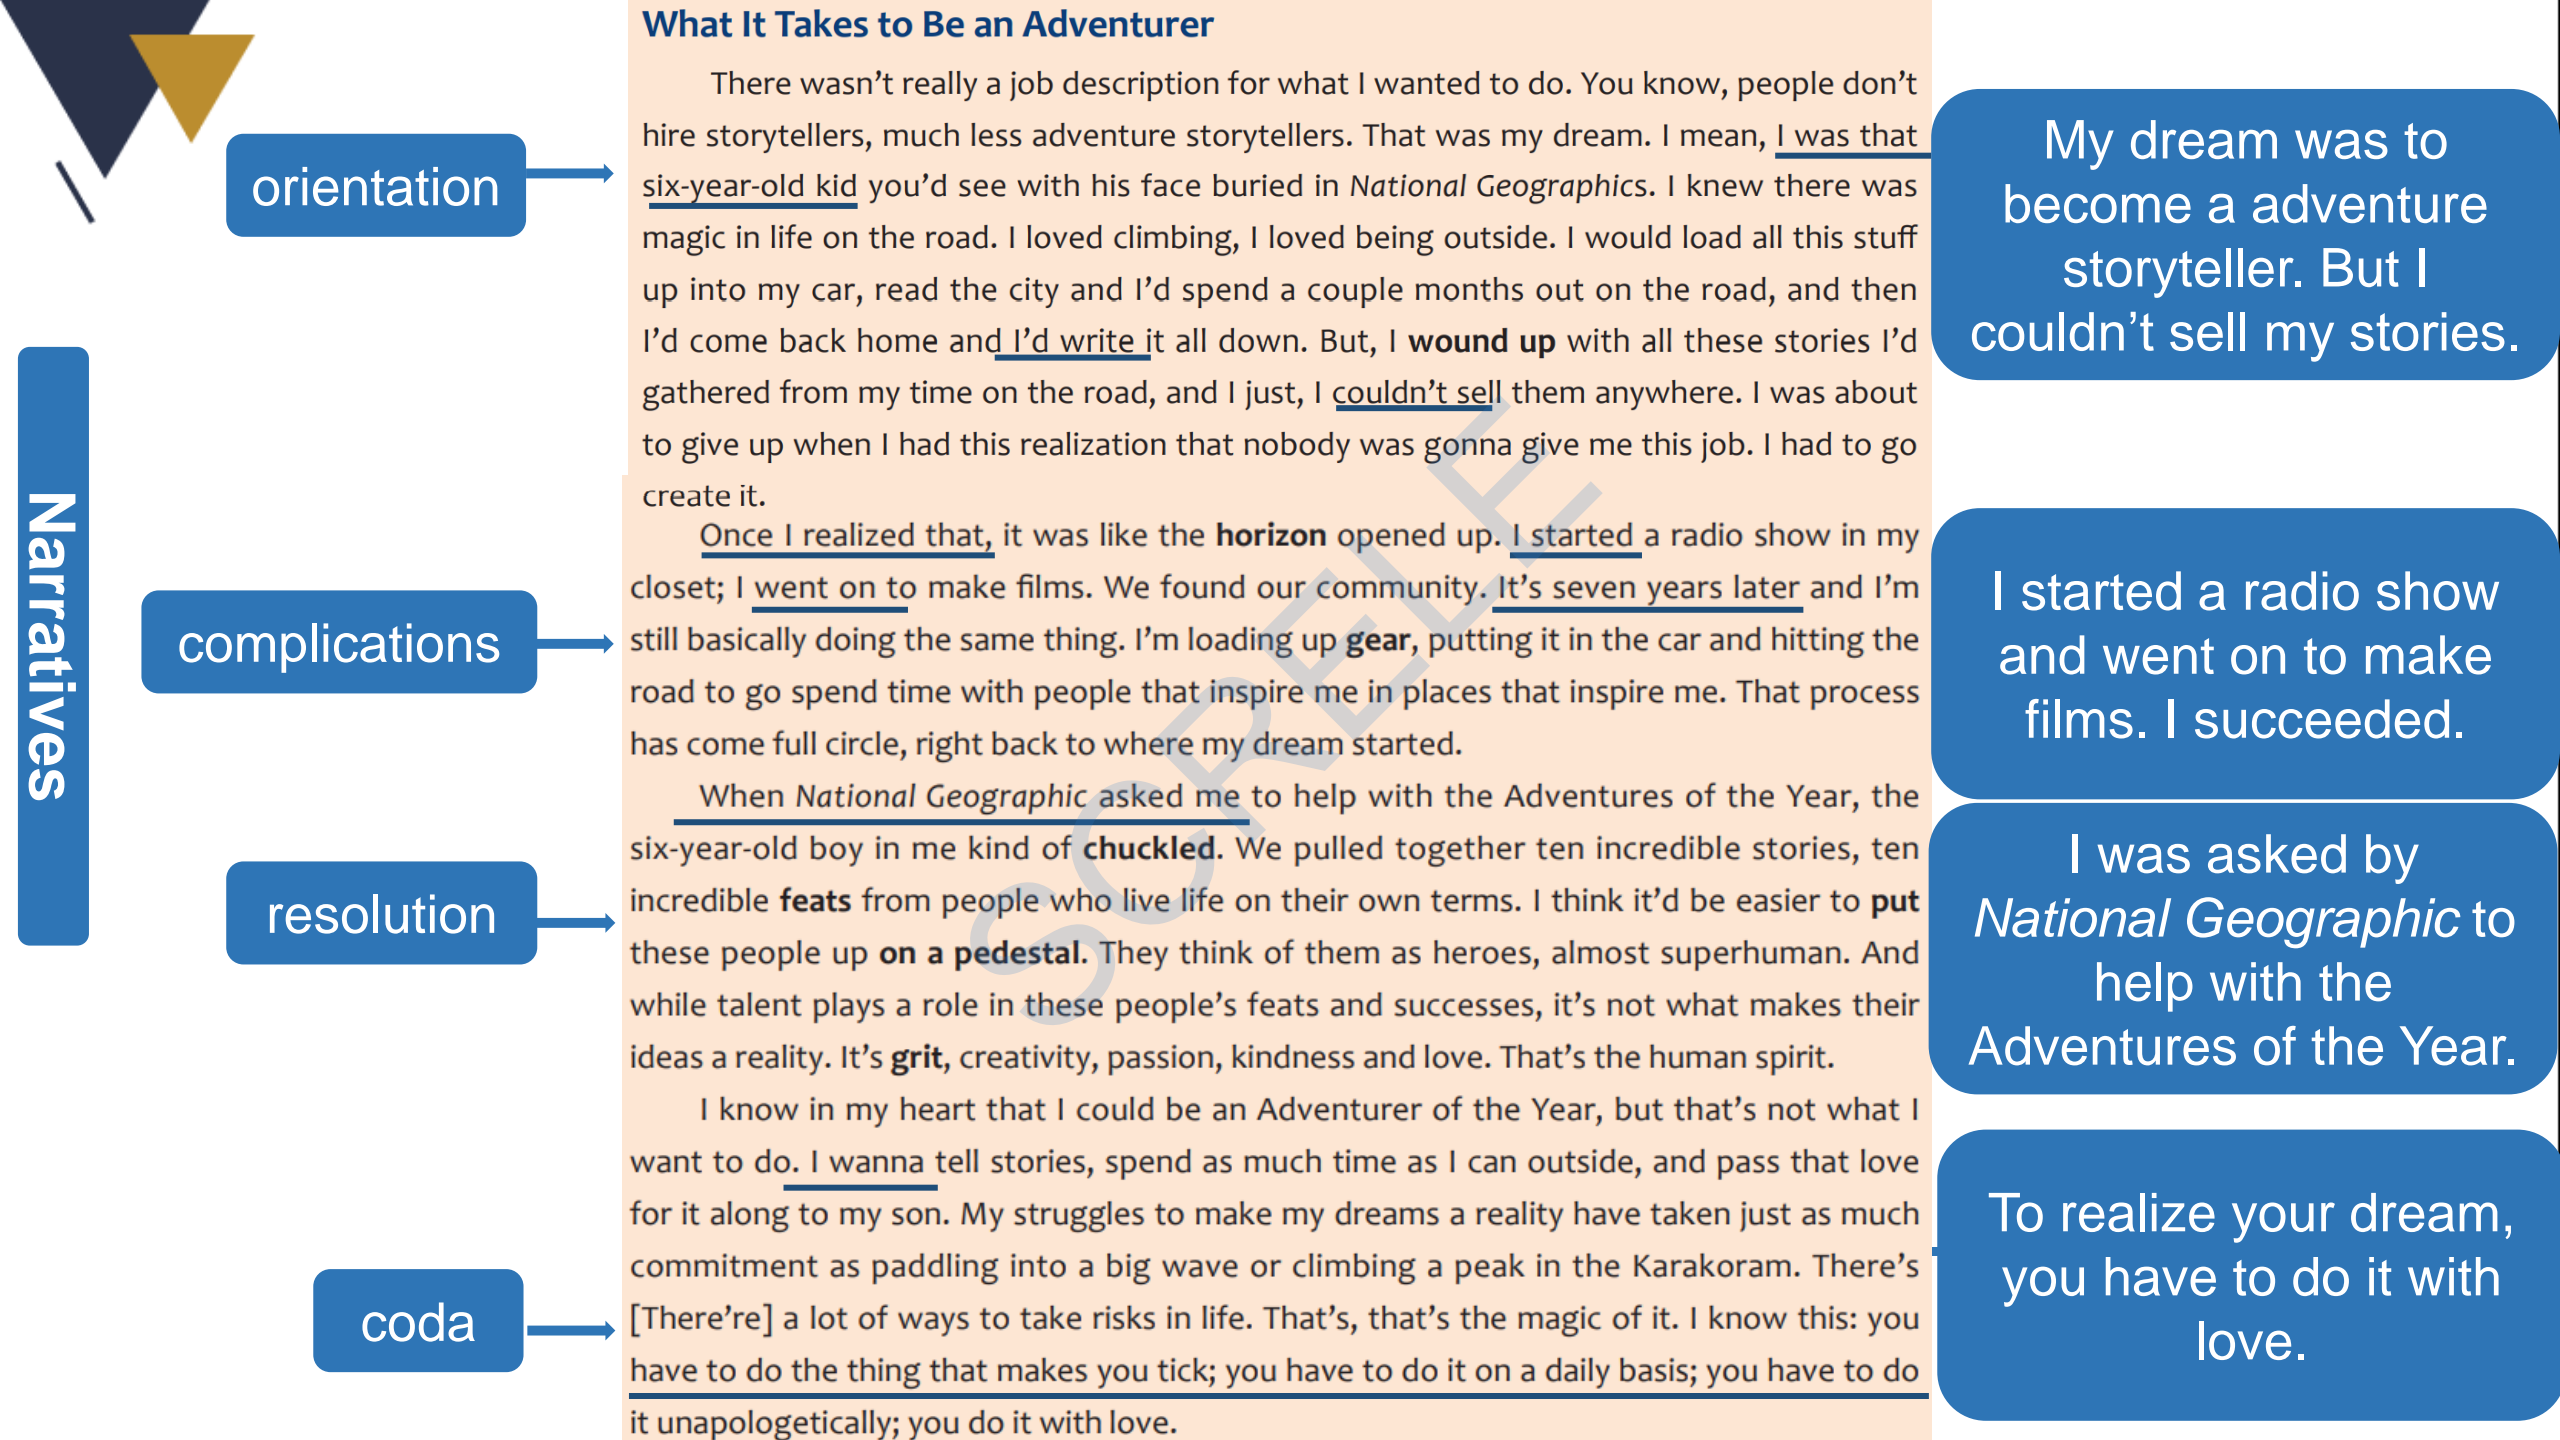 What It Takes to Be an Adventurer
There wasn't really a job description for what I wanted to do. You know, people don't
hire storytellers, much less adventure storytellers. That was my dream. I mean, I was that
six-year-old kid you'd see with his face buried in National Geographics. I knew there was
magic in life on the road. I loved climbing, I loved being outside. I would load all this stuff
up into my car, read the city and I'd spend a couple months out on the road, and then
I'd come back home and I'd write it all down. But, I wound up with all these stories I'd
gathered from my time on the road, and I just, I couldn't sell them anywhere. I was about
to give up when I had this realization that nobody was gonna give me this job. I had to go
create it.
Once I realized that, it was like the horizon opened up. I started a radio show in my
closet; I went on to make films. We found our community. It's seven years later and I'm
still basically doing the same thing. I'm loading up gear, putting it in the car and hitting the
road to go spend time with people that inspire me in places that inspire me. That process
has come full circle, right back to where my dream started.
When National Geographic asked me to help with the Adventures of the Year, the
six-year-old boy in me kind of chuckled. We pulled together ten incredible stories, ten
incredible feats from people who live life on their own terms. I think it'd be easier to put
these people up on a pedestal. They think of them as heroes, almost superhuman. And
while talent plays a role in these people's feats and successes, it's not what makes their
ideas a reality. It's grit, creativity, passion, kindness and love. That's the human spirit.
I know in my heart that I could be an Adventurer of the Year, but that's not what I
want to do. I wanna tell stories, spend as much time as I can outside, and pass that love
for it along to my son. My struggles to make my dreams a reality have taken just as much
commitment as paddling into a big wave or climbing a peak in the Karakoram. There's
[There're] a lot of ways to take risks in life. That's, that's the magic of it. I know this: you
have to do the thing that makes you tick; you have to do it on a daily basis; you have to do
it unapologetically; you do it with love.
Narratives
orientation
complications
resolution
coda
My dream was to
become a adventure
storyteller. But I
couldn't sell my stories.
I started a radio show
and went on to make
films. I succeeded.
I was asked by
National Geographic to
help with the
Adventures of the Year.
To realize your dream,
you have to do it with
love.
SCRELE